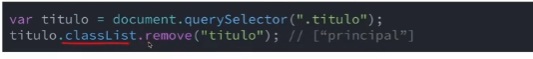 var titulo = document.querySelector(".titulo");
titulo.classList.remove("titulo"); // [“principal”]